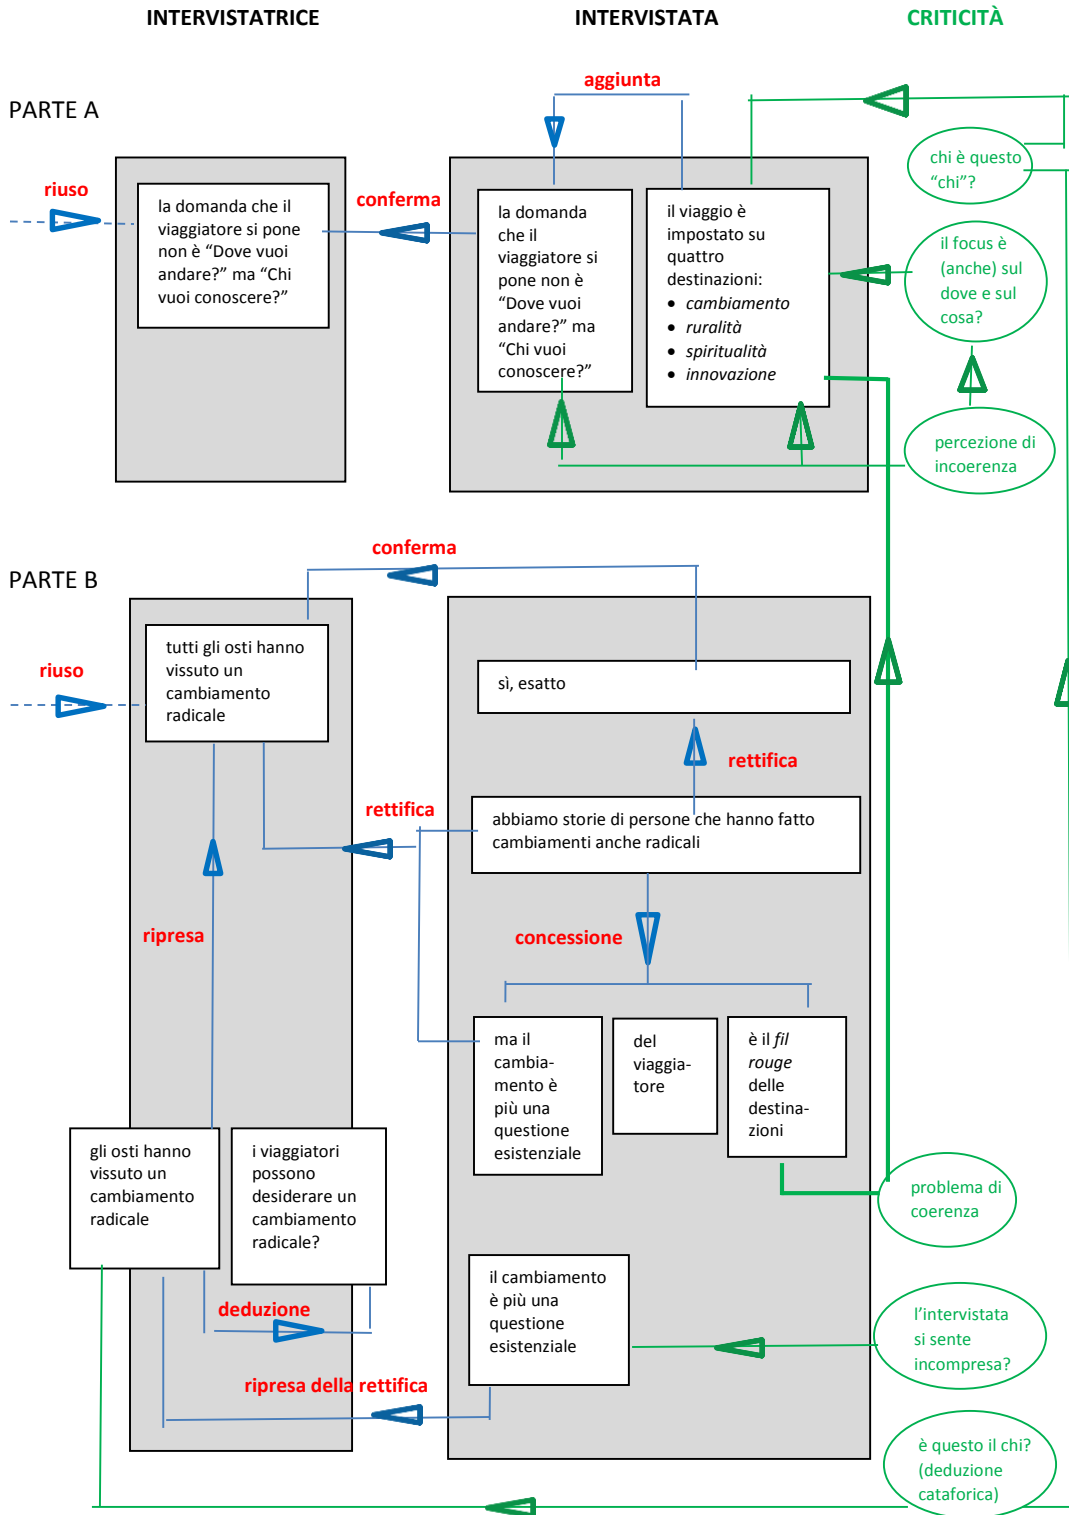 INTERVISTATRICE
INTERVISTATA
CRITICITÀ
PARTE A
aggiunta
riuso
la domanda che il
viaggiatore si pone
non è “Dove vuoi
andare?” ma “Chi
vuoi conoscere?”
conferma
la domanda
che il
viaggiatore si
pone non è
“Dove vuoi
andare?” ma
“Chi vuoi
conoscere?”
il viaggio è
impostato su
quattro
destinazioni:
• cambiamento
• ruralità
• spiritualità
• innovazione
chi è questo
“chi”?
il focus è
(anche) sul
dove e sul
cosa?
percezione di
incoerenza
PARTE B
conferma
riuso
tutti gli osti hanno
vissuto un
cambiamento
radicale
sì, esatto
rettifica
rettifica
abbiamo storie di persone che hanno fatto
cambiamenti anche radicali
ripresa
concessione
ma il
cambia-
mento è
più una
questione
esistenziale
del
viaggia-
tore
è il fil
rouge
delle
destina-
zioni
gli osti hanno
vissuto un
cambiamento
radicale
i viaggiatori
possono
desiderare un
cambiamento
radicale?
problema di
coerenza
deduzione
il cambiamento
è più una
questione
esistenziale
l’intervistata
si sente
incompresa?
ripresa della rettifica
è questo il chi?
(deduzione
cataforica)